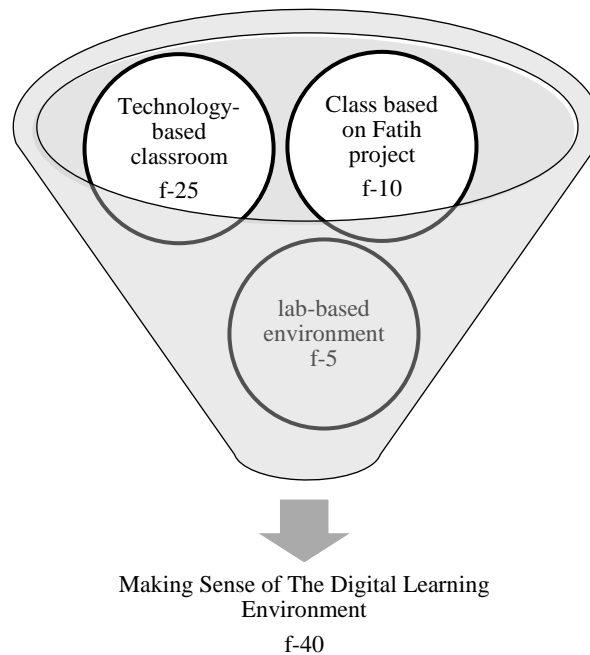 Technology-
based
classroom
f-25
Class based
on Fatih
project
f-10
lab-based
environment
f-5
Making Sense of The Digital Learning
Environment
f-40